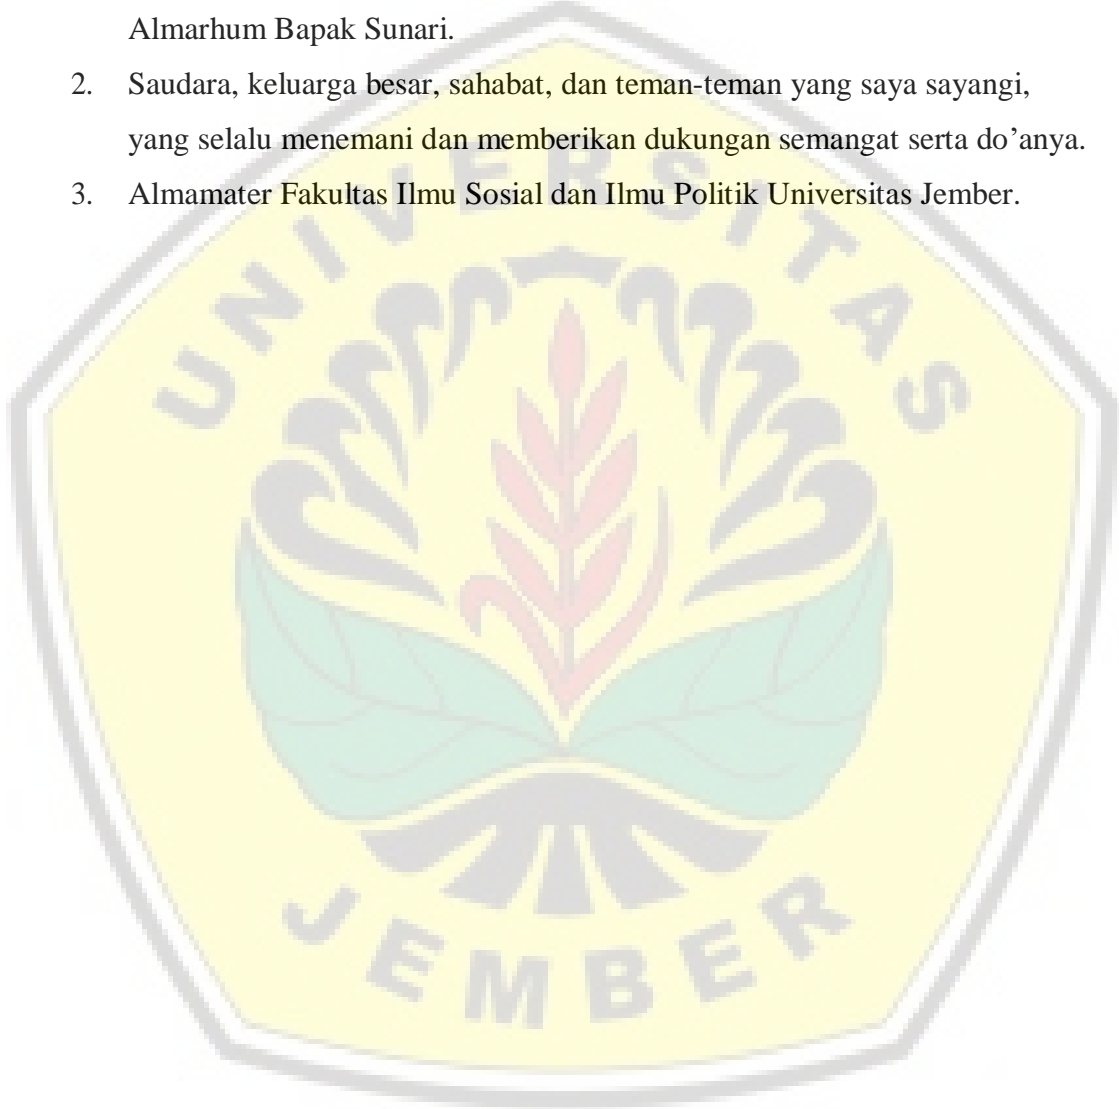 Almarhum Bapak Sunari.
2. Saudara, keluarga besar, sahabat, dan teman-teman yang saya sayangi,
yang selalu menemani dan memberikan dukungan semangat serta do’anya.
3. Almamater Fakultas Ilmu Sosial dan Ilmu Politik Universitas Jember.
UNIVERSITAS
JEMBER